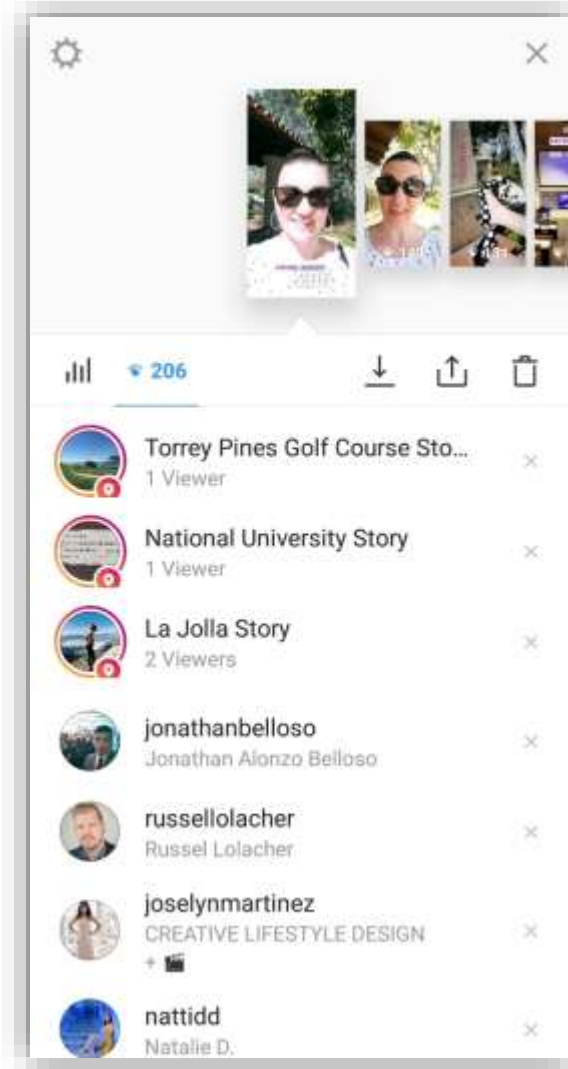 206
Torrey Pines Golf Course Sto...
1 Viewer
National University Story
1 Viewer
La Jolla Story
2 Viewers
jonathanbelloso
Jonathan Alonzo Belloso
russellolacher
Russel Lolacher
joselynmartinez
CREATIVE LIFESTYLE DESIGN
+ 🎬
nattidd
Natalie D.